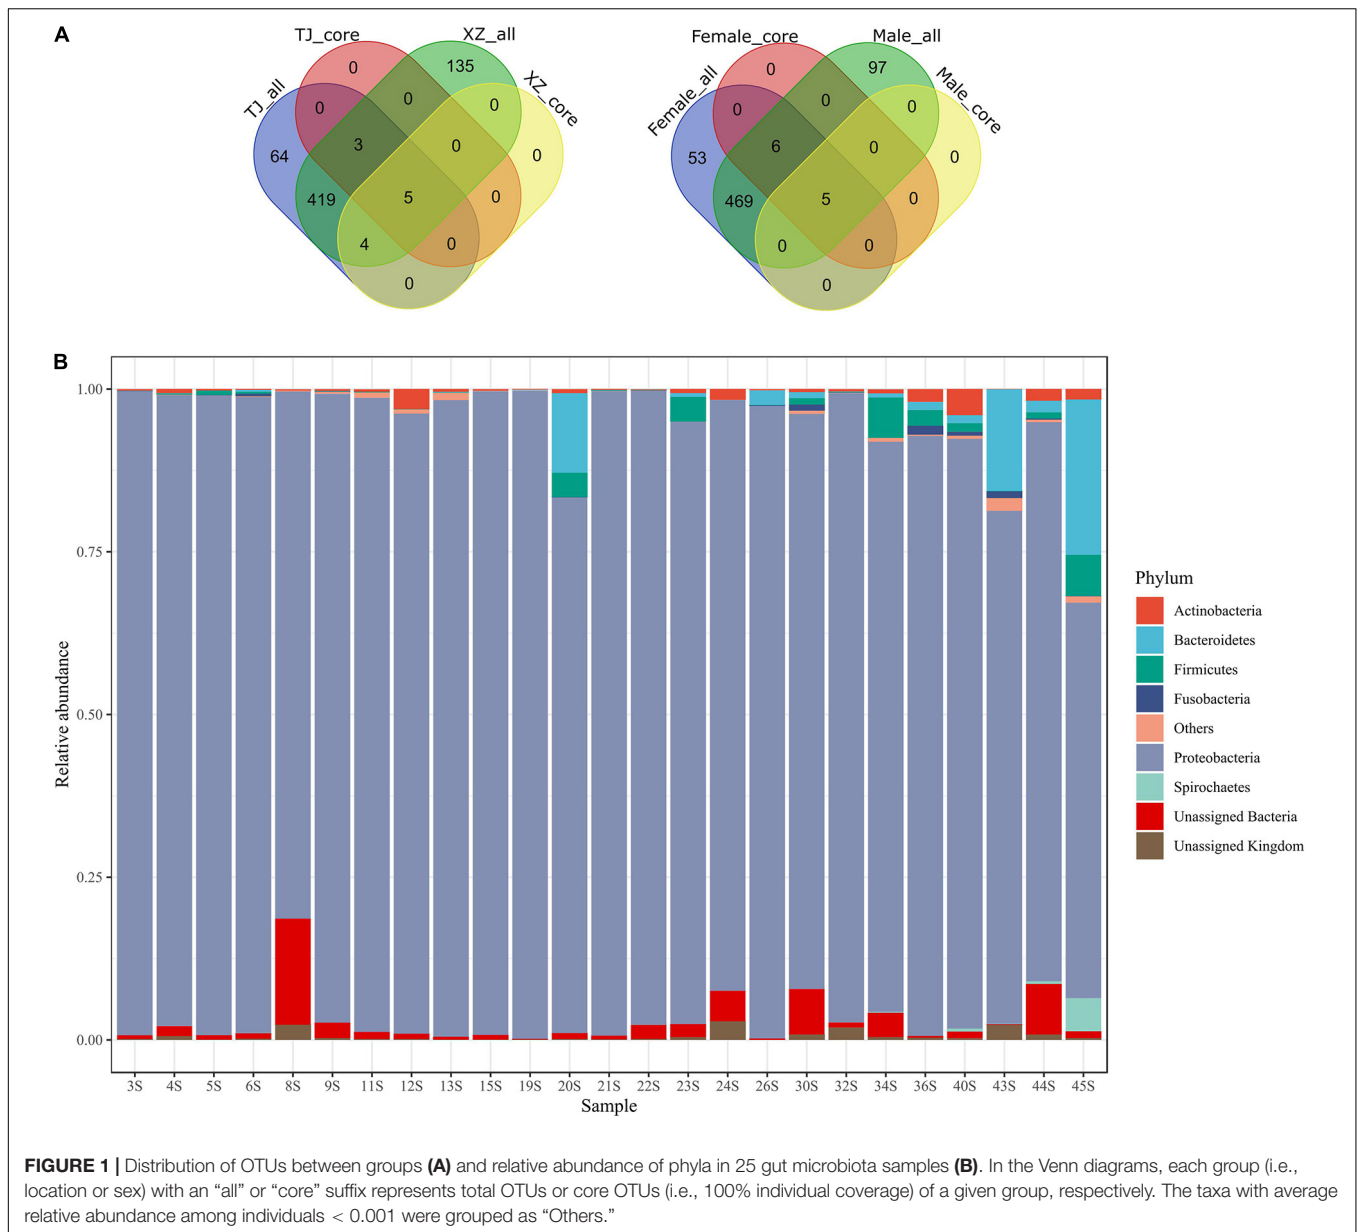 A
TJ_core
XZ_all
TJ_all
XZ_core
0
135
0
0
0
3
0
64
0
419
5
0
4
0
0
Female_core
Male_all
Female_all
Male_core
0
97
0
0
0
6
0
53
0
469
5
0
0
0
0
B
1.00
0.75
0.50
0.25
0.00
Relative abundance
3S 4S 5S 6S 8S 9S 11S 12S 13S 15S 19S 20S 21S 22S 23S 24S 26S 30S 32S 34S 36S 40S 43S 44S 45S
Sample
Phylum
Actinobacteria
Bacteroidetes
Firmicutes
Fusobacteria
Others
Proteobacteria
Spirochaetes
Unassigned Bacteria
Unassigned Kingdom
FIGURE 1 | Distribution of OTUs between groups (A) and relative abundance of phyla in 25 gut microbiota samples (B). In the Venn diagrams, each group (i.e.,
location or sex) with an “all” or “core” suffix represents total OTUs or core OTUs (i.e., 100% individual coverage) of a given group, respectively. The taxa with average
relative abundance among individuals < 0.001 were grouped as “Others.”